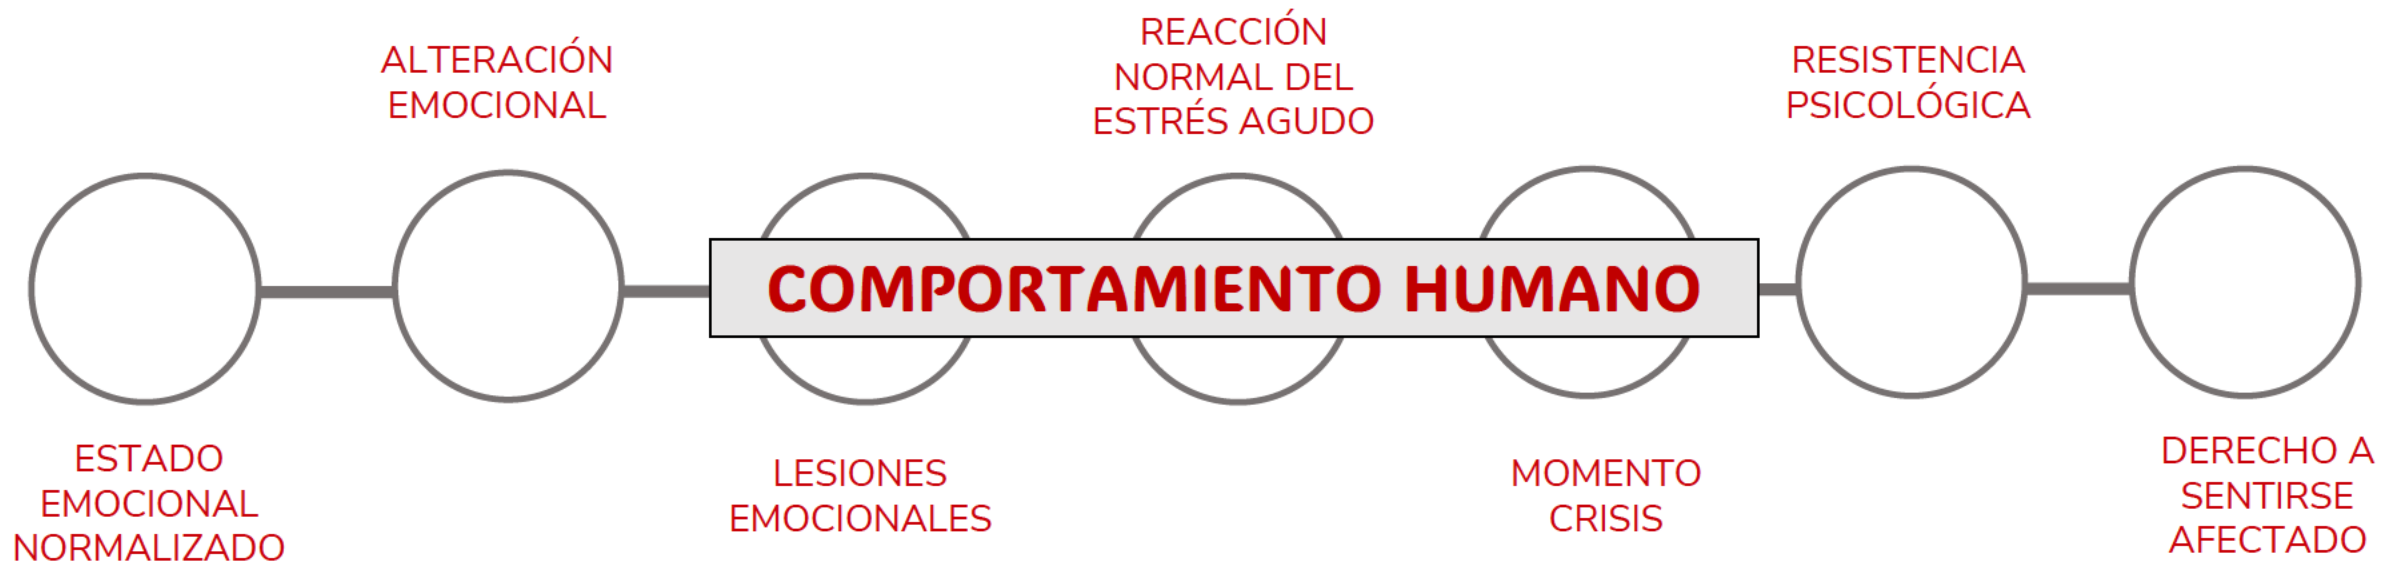 ESTADO
EMOCIONAL
NORMALIZADO
ALTERACIÓN
EMOCIONAL
LESIONES
EMOCIONALES
REACCIÓN
NORMAL DEL
ESTRÉS AGUDO
COMPORTAMIENTO HUMANO
MOMENTO
CRISIS
RESISTENCIA
PSICOLÓGICA
DERECHO A
SENTIRSE
AFECTADO